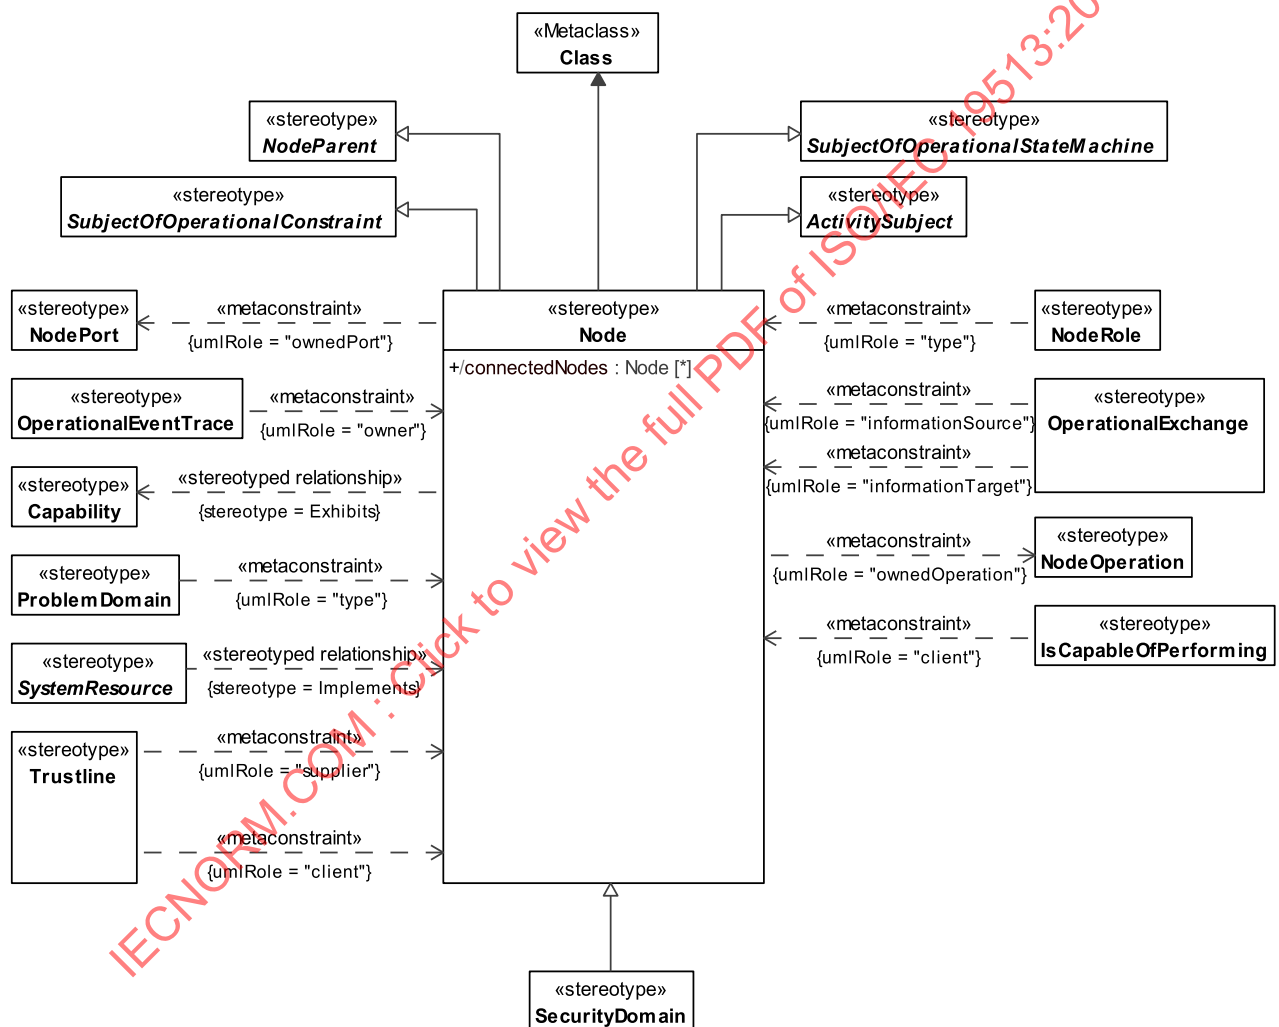 «Metaclass»
Class
«stereotype»
NodeParent
«stereotype»
SubjectOfOperationalStateMachine
«stereotype»
SubjectOfOperationalConstraint
«stereotype»
ActivitySubject
«stereotype»
NodePort
«metaconstraint»
{umlRole = "ownedPort"}
«stereotype»
Node
+/connectedNodes : Node [*]
«metaconstraint»
{umlRole = "type"}
«stereotype»
NodeRole
«stereotype»
OperationalEventTrace
«metaconstraint»
{umlRole = "owner"}
«metaconstraint»
{umlRole = "informationSource"}
«stereotype»
OperationalExchange
«metaconstraint»
{umlRole = "informationTarget"}
«stereotype»
Capability
«stereotyped relationship»
{stereotype = Exhibits}
«metaconstraint»
{umlRole = "ownedOperation"}
«stereotype»
NodeOperation
«stereotype»
ProblemDomain
«metaconstraint»
{umlRole = "type"}
«metaconstraint»
{umlRole = "client"}
«stereotype»
IsCapableOfPerforming
«stereotype»
SystemResource
«stereotyped relationship»
{stereotype = Implements}
«stereotype»
Trustline
«metaconstraint»
{umlRole = "supplier"}
«metaconstraint»
{umlRole = "client"}
«stereotype»
SecurityDomain
IECNORM.COM : Click to view the full PDF of ISO/IEC 19513:20